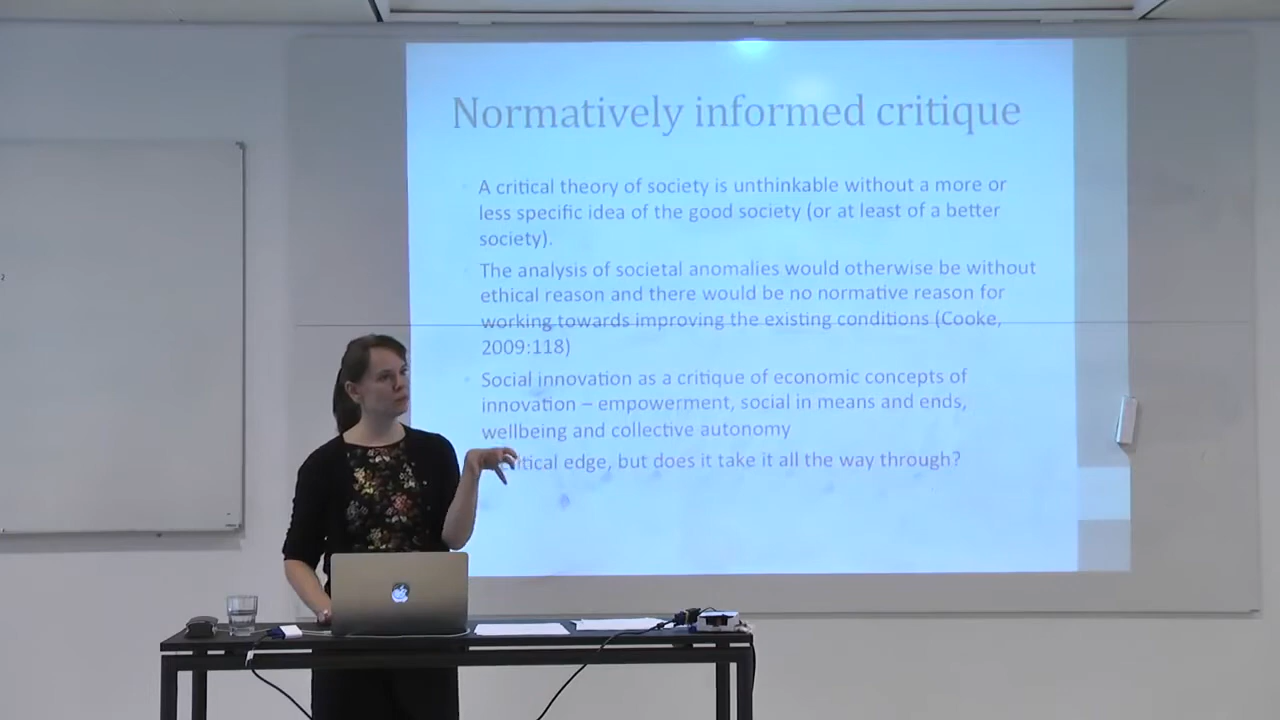 Normatively informed critique
A critical theory of society is unthinkable without a more or
less specific idea of the good society (or at least of a better
society).
The analysis of societal anomalies would otherwise be without
ethical reason and there would be no normative reason for
working towards improving the existing conditions (Cooke,
2009:118)
Social innovation as a critique of economic concepts of
innovation – empowerment, social in means and ends,
wellbeing and collective autonomy
edge, but does it take it all the way through?